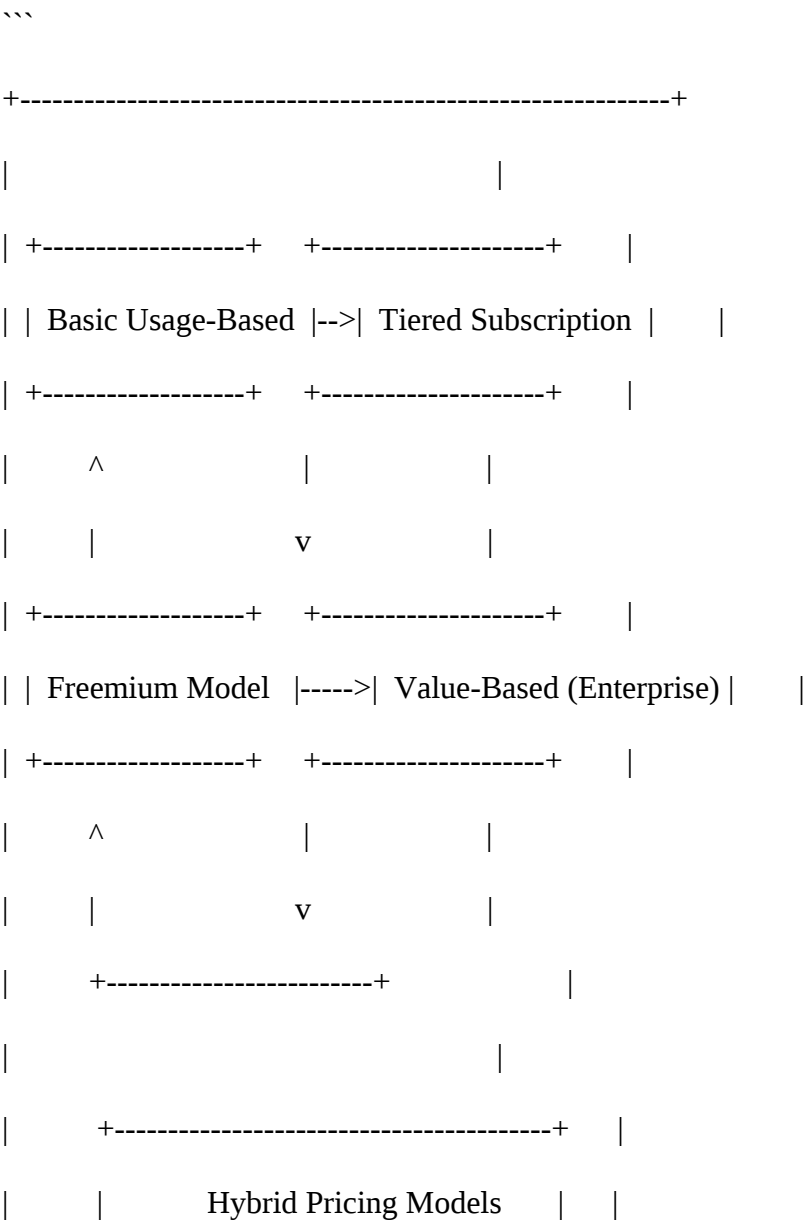 ```
+-------------------------------------------------------------+
|                                                             |
|  +-------------------+     +---------------------+        |
|  |  Basic Usage-Based  |-->|  Tiered Subscription  |        |
|  +-------------------+     +---------------------+        |
|          ^                         |                      |
|          |                         v                      |
|  +-------------------+     +---------------------+        |
|  |  Freemium Model   |----->|  Value-Based (Enterprise) |        |
|  +-------------------+     +---------------------+        |
|          ^                         |                      |
|          |                         v                      |
|             +-------------------------+                      |
|                                                             |
|           +-----------------------------------------+      |
|           |             Hybrid Pricing Models       |      |